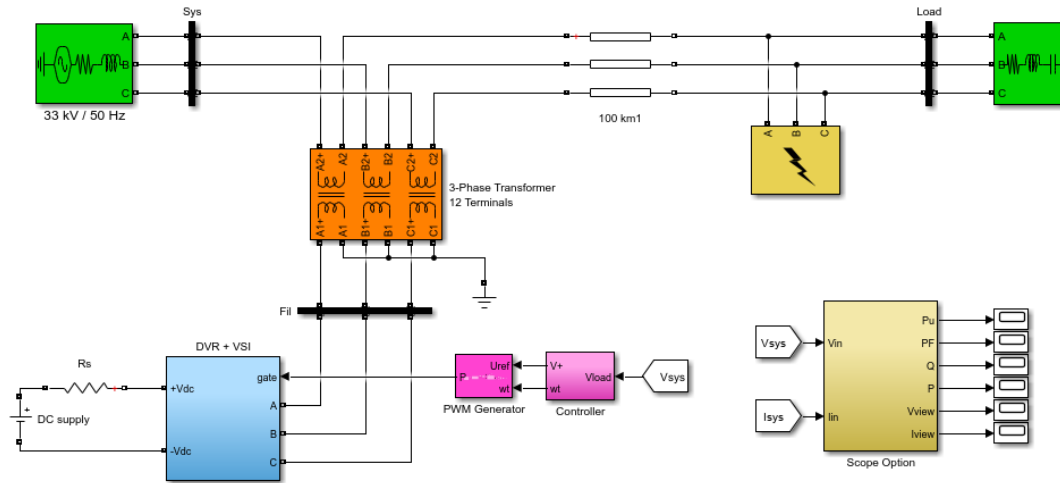 Sys
Load
A
B
C
33 kV / 50 Hz
100 km1
A
B
C
A
B
C
A2+
A2
B2+
B2
C2+
C2
3-Phase Transformer
12 Terminals
A1+
A1
B1+
B1
C1+
C1
Fil
DVR + VSI
Rs
+
DC supply
+Vdc
-Vdc
gate
A
B
C
P
Uref
wt
PWM Generator
V+
wt
Vload
Controller
Vsys
Vsys
Isys
Vin
Iin
Pu
PF
Q
P
Vview
Iview
Scope Option